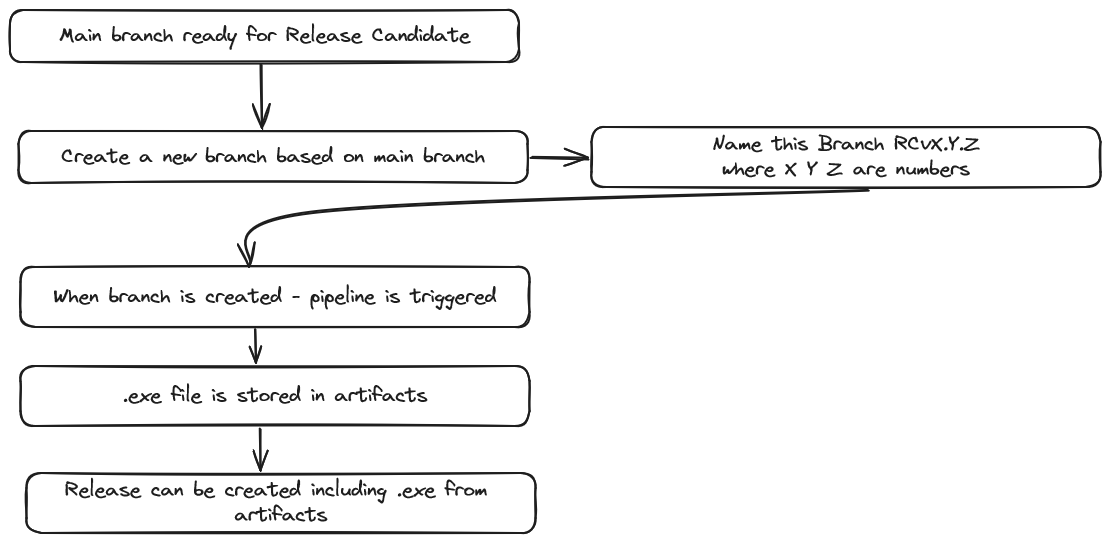 Main branch ready for Release Candidate
Create a new branch based on main branch
Name this Branch RCvX.Y.Z
where X Y Z are numbers
When branch is created - pipeline is triggered
.exe file is stored in artifacts
Release can be created including .exe from
artifacts